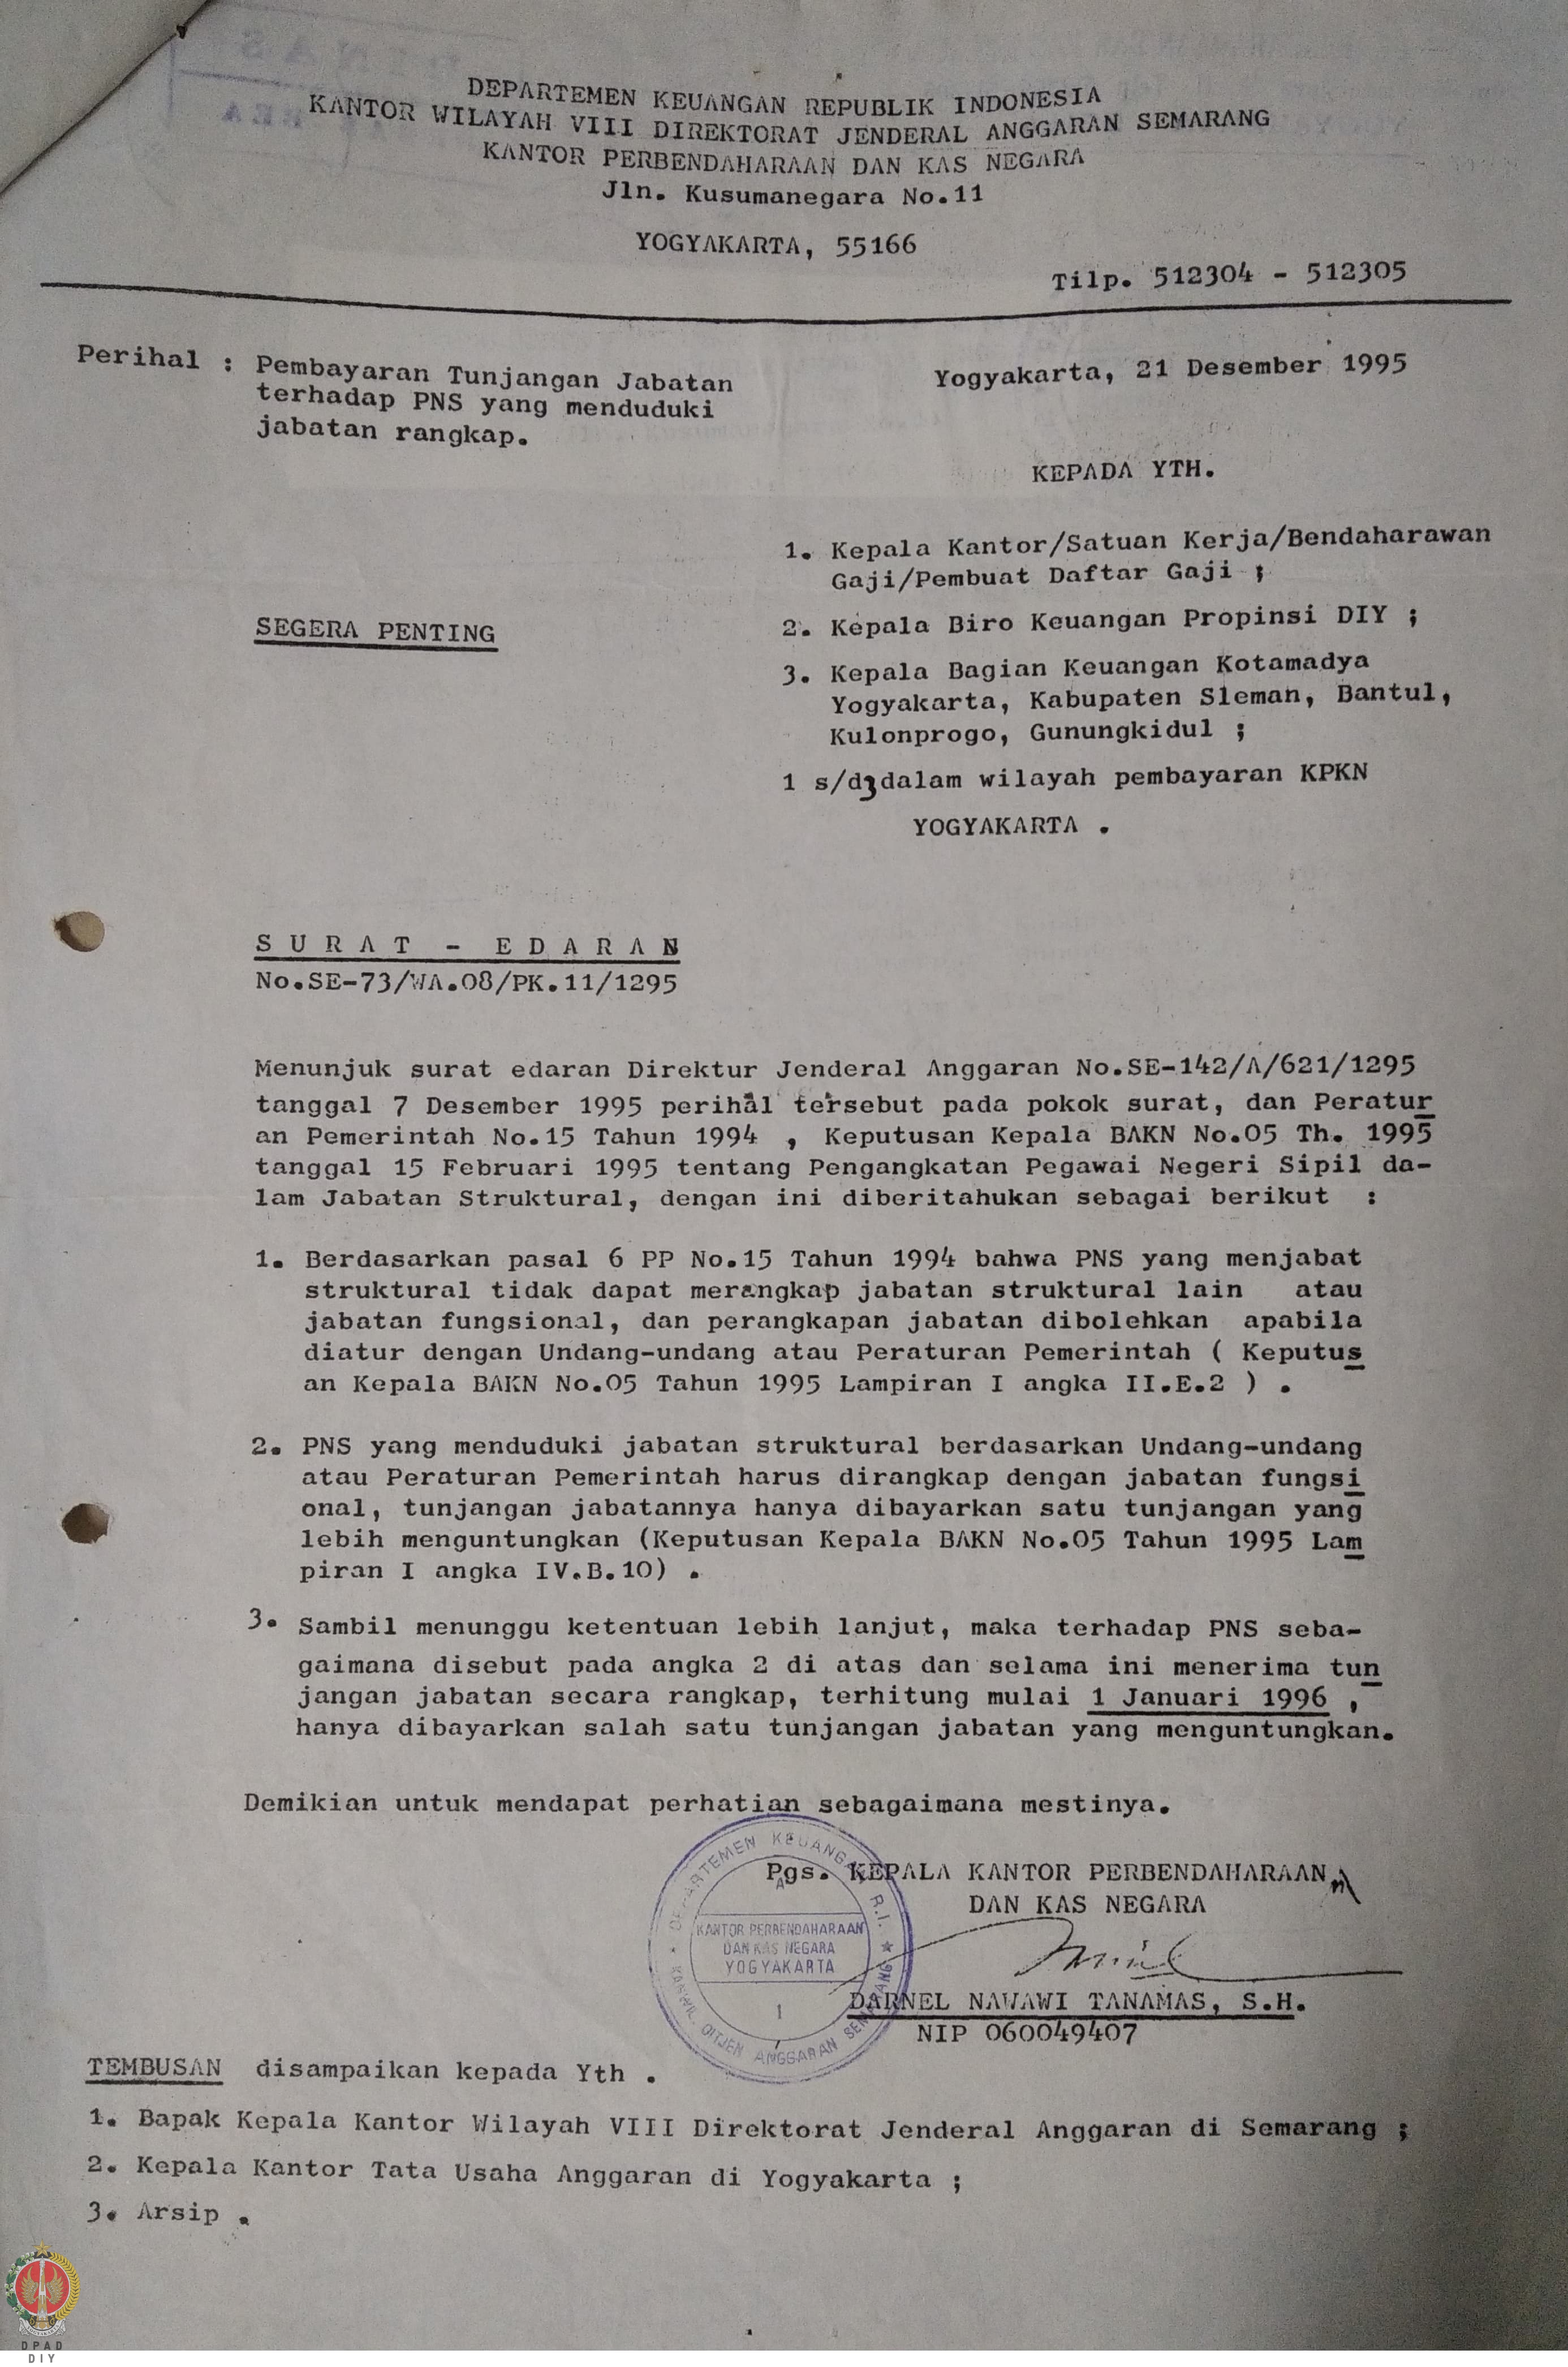 DEPARTEMEN KEUANGAN REPUBLIK INDONESIA
KANTOR WILAYAH VIII DIREKTORAT JENDERAL ANGGARAN SEMARANG
KANTOR PERBENDAHARAAN DAN KAS NEGARA
Jln. Kusumanegara No.11
YOGYAKARTA, 55166
Tilp. 512304 - 512305
Perihal : Pembayaran Tunjangan Jabatan
terhadap PNS yang menduduki
jabatan rangkap.
Yogyakarta, 21 Desember 1995
KEPADA YTH.
1. Kepala Kantor/Satuan Kerja/Bendaharawan
Gaji/Pembuat Daftar Gaji ;
SEGERA PENTING
2. Kepala Biro Keuangan Propinsi DIY ;
3. Kepala Bagian Keuangan Kotamadya
Yogyakarta, Kabupaten Sleman, Bantul,
Kulonprogo, Gunungkidul ;
1 s/d3dalam wilayah pembayaran KPKN
YOGYAKARTA .
S U R A T - E D A R A N
No.SE-73/WA.08/PK.11/1295
Menunjuk surat edaran Direktur Jenderal Anggaran No.SE-142/A/621/1295
tanggal 7 Desember 1995 perihal tersebut pada pokok surat, dan Peratur
an Pemerintah No.15 Tahun 1994 , Keputusan Kepala BAKN No.05 Th. 1995
tanggal 15 Februari 1995 tentang Pengangkatan Pegawai Negeri Sipil da-
lam Jabatan Struktural, dengan ini diberitahukan sebagai berikut :
1. Berdasarkan pasal 6 PP No.15 Tahun 1994 bahwa PNS yang menjabat
struktural tidak dapat merangkap jabatan struktural lain atau
jabatan fungsional, dan perangkapan jabatan dibolehkan apabila
diatur dengan Undang-undang atau Peraturan Pemerintah ( Keputus
an Kepala BAKN No.05 Tahun 1995 Lampiran I angka II.E.2 ) .
2. PNS yang menduduki jabatan struktural berdasarkan Undang-undang
atau Peraturan Pemerintah harus dirangkap dengan jabatan fungsi
onal, tunjangan jabatannya hanya dibayarkan satu tunjangan yang
lebih menguntungkan (Keputusan Kepala BAKN No.05 Tahun 1995 Lam
piran I angka IV.B.10) .
3. Sambil menunggu ketentuan lebih lanjut, maka terhadap PNS seba-
gaimana disebut pada angka 2 di atas dan selama ini menerima tun
jangan jabatan secara rangkap, terhitung mulai 1 Januari 1996 ,
hanya dibayarkan salah satu tunjangan jabatan yang menguntungkan.
Demikian untuk mendapat perhatian sebagaimana mestinya.
Pgs. KEPALA KANTOR PERBENDAHARAAN
DAN KAS NEGARA
DEPARTEMEN KEUANGAN R.I.
A
KANTOR PERBENDAHARAAN
DAN KAS NEGARA
YOGYAKARTA
1
KANWIL DITJEN ANGGARAN SEMARANG
DARNEL NAWAWI TANAMAS, S.H.
NIP 060049407
TEMBUSAN disampaikan kepada Yth .
1. Bapak Kepala Kantor Wilayah VIII Direktorat Jenderal Anggaran di Semarang ;
2. Kepala Kantor Tata Usaha Anggaran di Yogyakarta ;
3. Arsip .
DPAD
DIY